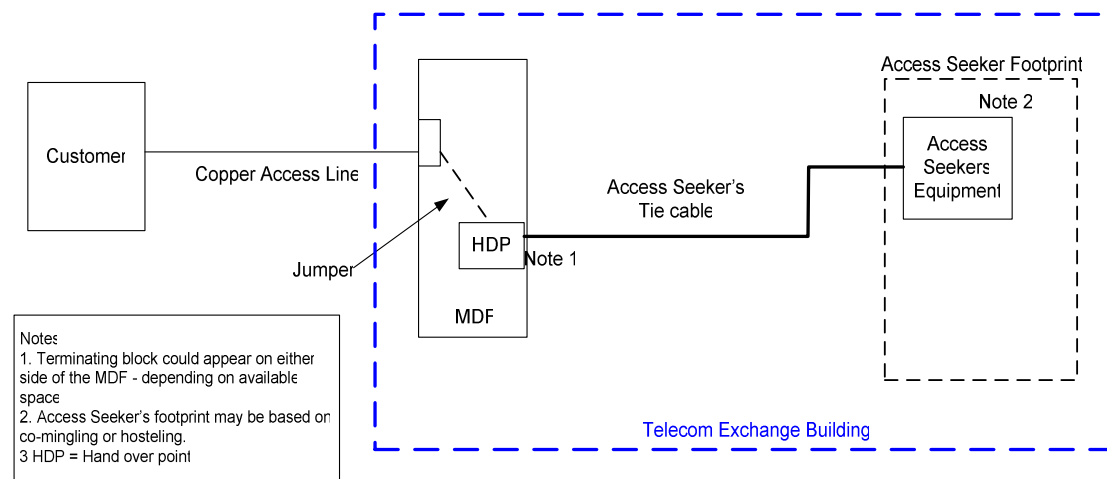 Access Seeker Footprint
Note 2
Customer
Access
Seekers
Equipment
Copper Access Line
Access Seeker's
Tie cable
HDP
Note 1
Jumper
MDF
Notes
1. Terminating block could appear on either
side of the MDF - depending on available
space
2. Access Seeker's footprint may be based on
co-mingling or hosteling.
3 HDP = Hand over point
Telecom Exchange Building